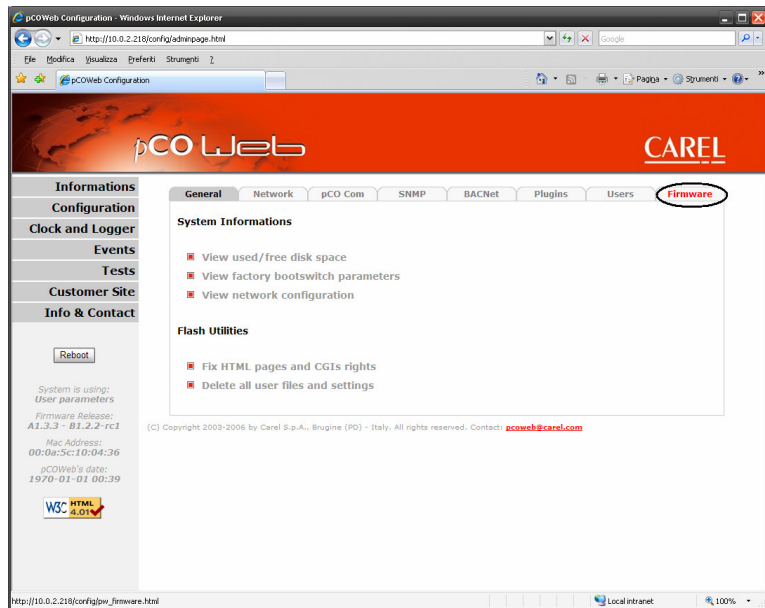 pCOWeb Configuration - Windows Internet Explorer
http://10.0.2.218/config/adminpage.html
Google
File Modifica Visualizza Preferiti Strumenti ?
pCOWeb Configuration
Pagina Strumenti
pCO Web
CAREL
Informations
Configuration
Clock and Logger
Events
Tests
Customer Site
Info & Contact
Reboot
System is using:
User parameters
Firmware Release:
A1.3.3 - B1.2.2-rc1
Mac Address:
00:0a:5c:10:04:36
pCOWeb's date:
1970-01-01 00:39
W3C HTML 4.01
General Network pCO Com SNMP BACNet Plugins Users Firmware
System Informations
View used/free disk space
View factory bootswitch parameters
View network configuration
Flash Utilities
Fix HTML pages and CGIs rights
Delete all user files and settings
(C) Copyright 2003-2006 by Carel S.p.A., Brugine (PD) - Italy. All rights reserved. Contact: pcoweb@carel.com
http://10.0.2.218/config/pw_firmware.html
Local intranet
100%